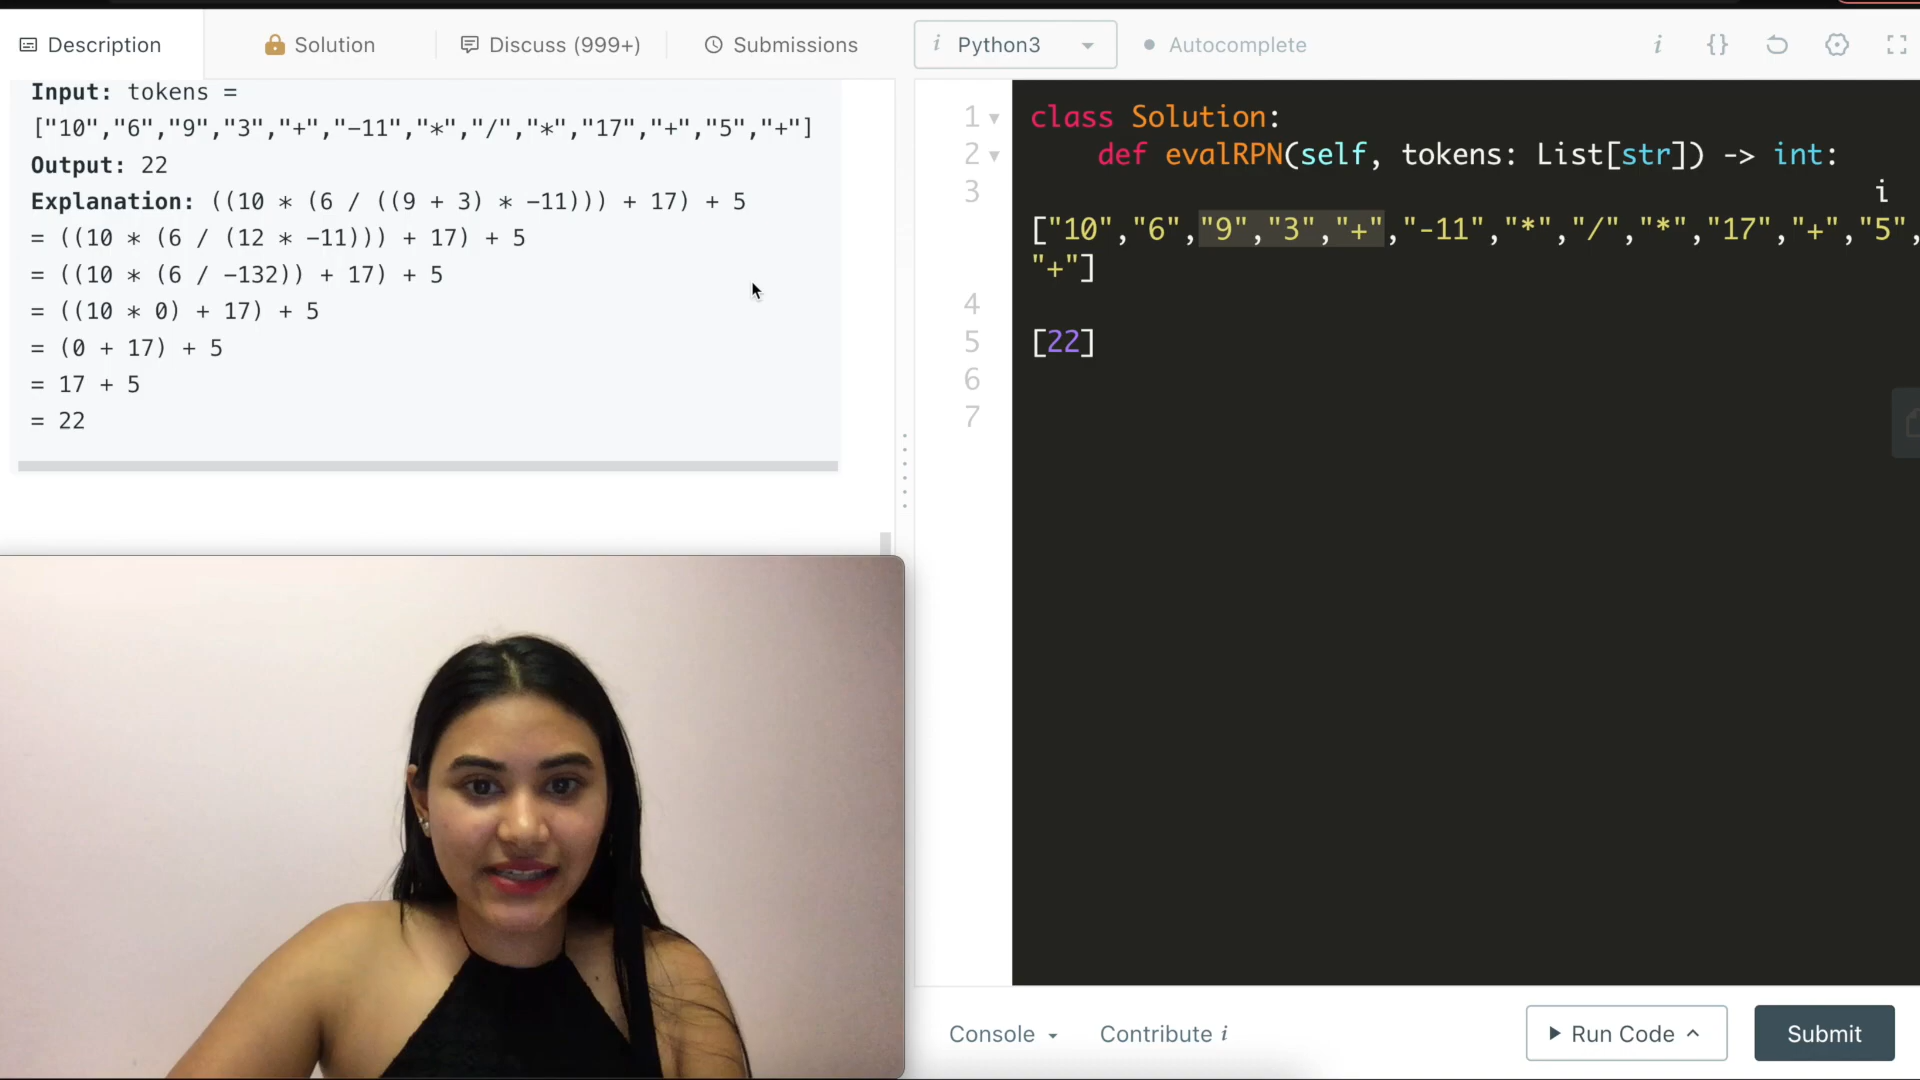 Description
Solution
Discuss (999+)
Submissions
i Python3
Autocomplete
i {}
Input: tokens =
["10","6","9","3","+","-11","*","/","*","17","+","5","+"]
Output: 22
Explanation: ((10 * (6 / ((9 + 3) * -11))) + 17) + 5
= ((10 * (6 / (12 * -11))) + 17) + 5
= ((10 * (6 / -132)) + 17) + 5
= ((10 * 0) + 17) + 5
= (0 + 17) + 5
= 17 + 5
= 22
1 class Solution:
2 def evalRPN(self, tokens: List[str]) -> int:
3 i
["10","6","9","3","+","-11","*","/","*","17","+","5",
"+"]
4
5 [22]
6
7
Console
Contribute i
Run Code
Submit